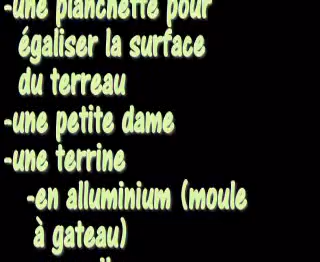 -une planchette pour
égaliser la surface
du terreau
-une petite dame
-une terrine
-en alluminium (moule
à gateau)